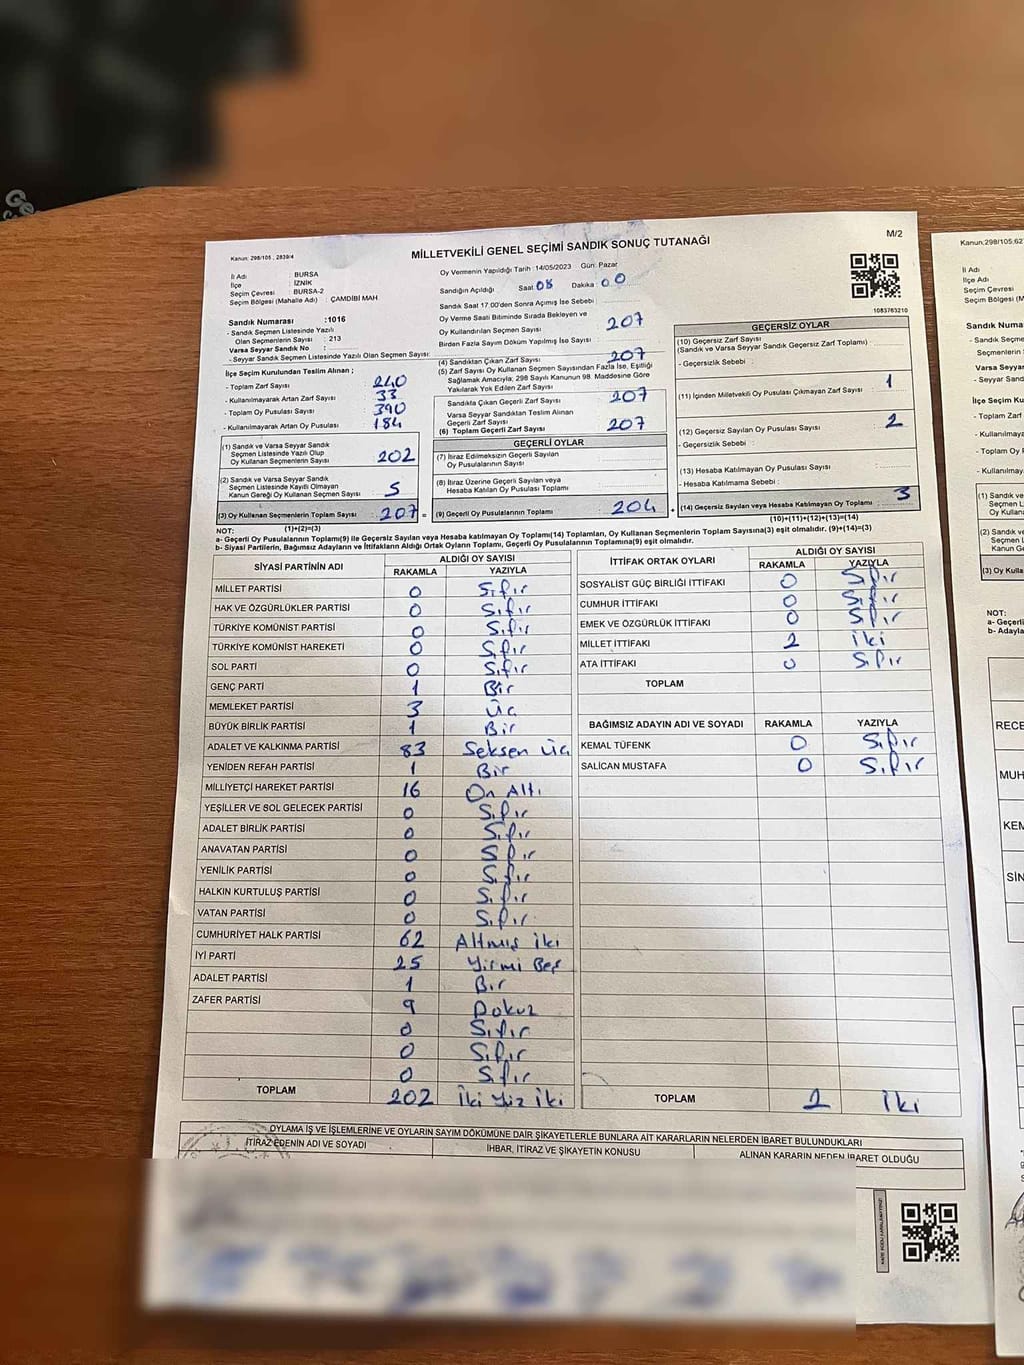 Ge
M/2
Kanun: 298/105, 2839/4
MİLLETVEKİLİ GENEL SEÇİMİ SANDIK SONUÇ TUTANAĞI
İl Adı : BURSA
İlçe : İZNİK
Seçim Çevresi : BURSA-2
Seçim Bölgesi (Mahalle Adı) : ÇAMDİBİ MAH
Oy Vermenin Yapıldığı Tarih : 14/05/2023 Gün: Pazar
Sandığın Açıldığı Saat 08 Dakika : 00
Sandık Saat 17:00'den Sonra Açımış İse Sebebi
Oy Verme Saati Bitiminde Sırada Bekleyen ve
Oy Kullandırılan Seçmen Sayısı 207
Birden Fazla Sayım Döküm Yapılmış İse Sayısı
1083763210
Sandık Numarası :1016
- Sandık Seçmen Listesinde Yazılı
Olan Seçmenlerin Sayısı : 213
Varsa Seyyar Sandık No :
- Seyyar Sandık Seçmen Listesinde Yazılı Olan Seçmen Sayısı:
İlçe Seçim Kurulundan Teslim Alınan ;
- Toplam Zarf Sayısı 240
- Kullanılmayarak Artan Zarf Sayısı 33
- Toplam Oy Pusulası Sayısı 390
- Kullanılmayarak Artan Oy Pusulası 184
(1) Sandık ve Varsa Seyyar Sandık
Seçmen Listesinde Yazılı Olup
Oy Kullanan Seçmenlerin Sayısı 202
(2) Sandık ve Varsa Seyyar Sandık
Seçmen Listesinde Kayıtlı Olmayan
Kanun Gereği Oy Kullanan Seçmen Sayısı 5
(3) Oy Kullanan Seçmenlerin Toplam Sayısı 207 =
(1)+(2)=(3)
(4) Sandıktan Çıkan Zarf Sayısı 207
(5) Zarf Sayısı Oy Kullanan Seçmen Sayısından Fazla İse, Eşitliği
Sağlamak Amacıyla; 298 Sayılı Kanunun 98. Maddesine Göre
Yakılarak Yok Edilen Zarf Sayısı
Sandıkta Çıkan Geçerli Zarf Sayısı 207
Varsa Seyyar Sandıktan Teslim Alınan
Geçerli Zarf Sayısı
(6) Toplam Geçerli Zarf Sayısı 207
GEÇERLİ OYLAR
(7) İtiraz Edilmeksizin Geçerli Sayılan
Oy Pusulalarının Sayısı
(8) İtiraz Üzerine Geçerli Sayılan veya
Hesaba Katılan Oy Pusulası Toplamı
(9) Geçerli Oy Pusulalarının Toplamı 204 +
GEÇERSİZ OYLAR
(10) Geçersiz Zarf Sayısı
(Sandık ve Varsa Seyyar Sandık Geçersiz Zarf Toplamı)
- Geçersizlik Sebebi :
(11) İçinden Milletvekili Oy Pusulası Çıkmayan Zarf Sayısı 1
(12) Geçersiz Sayılan Oy Pusulası Sayısı 2
- Geçersizlik Sebebi :
(13) Hesaba Katılmayan Oy Pusulası Sayısı
- Hesaba Katılmama Sebebi :
(14) Geçersiz Sayılan veya Hesaba Katılmayan Oy Toplamı 3
(10)+(11)+(12)+(13)=(14)
NOT:
a- Geçerli Oy Pusulaları Toplamı(9) ile Geçersiz Sayılan veya Hesaba katılmayan Oy Toplamı(14) Toplamları, Oy Kullanan Seçmenlerin Toplam Sayısına(3) eşit olmalıdır. (9)+(14)=(3)
b- Siyasi Partilerin, Bağımsız Adayların ve İttifakların Aldığı Ortak Oyların Toplamı, Geçerli Oy Pusulalarının Toplamına(9) eşit olmalıdır.
SİYASİ PARTİNİN ADI ALDIĞI OY SAYISI
RAKAMLA YAZIYLA
MİLLET PARTİSİ 0 Sıfır
HAK VE ÖZGÜRLÜKLER PARTİSİ 0 Sıfır
TÜRKİYE KOMÜNİST PARTİSİ 0 Sıfır
TÜRKİYE KOMÜNİST HAREKETİ 0 Sıfır
SOL PARTİ 0 Sıfır
GENÇ PARTİ 1 Bir
MEMLEKET PARTİSİ 3 Üç
BÜYÜK BİRLİK PARTİSİ 1 Bir
ADALET VE KALKINMA PARTİSİ 83 Seksen Üç
YENİDEN REFAH PARTİSİ 1 Bir
MİLLİYETÇİ HAREKET PARTİSİ 16 On Altı
YEŞİLLER VE SOL GELECEK PARTİSİ 0 Sıfır
ADALET BİRLİK PARTİSİ 0 Sıfır
ANAVATAN PARTİSİ 0 Sıfır
YENİLİK PARTİSİ 0 Sıfır
HALKIN KURTULUŞ PARTİSİ 0 Sıfır
VATAN PARTİSİ 0 Sıfır
CUMHURİYET HALK PARTİSİ 62 Altmış iki
İYİ PARTİ 25 Yirmi Beş
ADALET PARTİSİ 1 Bir
ZAFER PARTİSİ 9 Dokuz
0 Sıfır
0 Sıfır
0 Sıfır
TOPLAM 202 İki Yüz iki
İTTİFAK ORTAK OYLARI ALDIĞI OY SAYISI
RAKAMLA YAZIYLA
SOSYALİST GÜÇ BİRLİĞİ İTTİFAKI 0 Sıfır
CUMHUR İTTİFAKI 0 Sıfır
EMEK VE ÖZGÜRLÜK İTTİFAKI 0 Sıfır
MİLLET İTTİFAKI 2 iki
ATA İTTİFAKI 0 Sıfır
TOPLAM
BAĞIMSIZ ADAYIN ADI VE SOYADI RAKAMLA YAZIYLA
KEMAL TÜFENK 0 Sıfır
SALİCAN MUSTAFA 0 Sıfır
TOPLAM 2 İki
OYLAMA İŞ VE İŞLEMLERİNE VE OYLARIN SAYIM DÖKÜMÜNE DAİR ŞİKAYETLERLE BUNLARA AİT KARARLARIN NELERDEN İBARET BULUNDUKLARI
İTİRAZ EDENİN ADI VE SOYADI İHBAR, İTİRAZ VE ŞİKAYETİN KONUSU ALINAN KARARIN NEDEN İBARET OLDUĞU
Kanun:298/105;62
İl Adı
İlçe Adı
Seçim Çevresi
Seçim Bölgesi (M
Sandık Numa
- Sandık Seçme
Seçmenlerin
Varsa Seyya
- Seyyar Sand
İlçe Seçim Ku
- Toplam Zarf
- Kullanılmaya
- Toplam Oy P
- Kullanılmay
(1) Sandık ve
Seçmen L
Oy Kullan
(2) Sandık v
Seçmen
Kanun G
(3) Oy Kulla
NOT:
a- Geçerli
b- Adayla
RECE
MUH
KEM
SİN